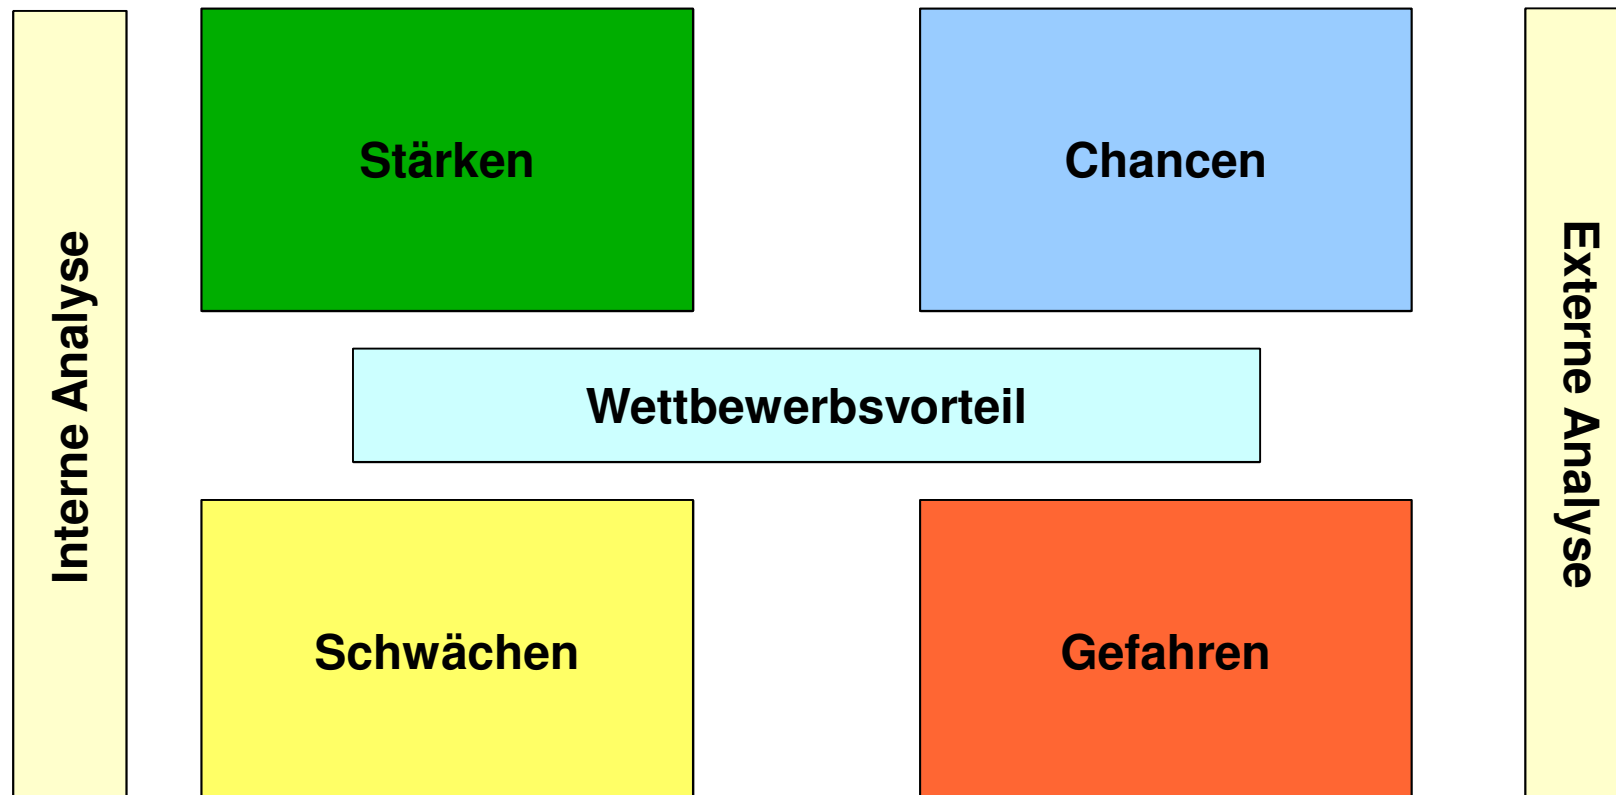 Interne Analyse
Stärken
Chancen
Wettbewerbsvorteil
Schwächen
Gefahren
Externe Analyse